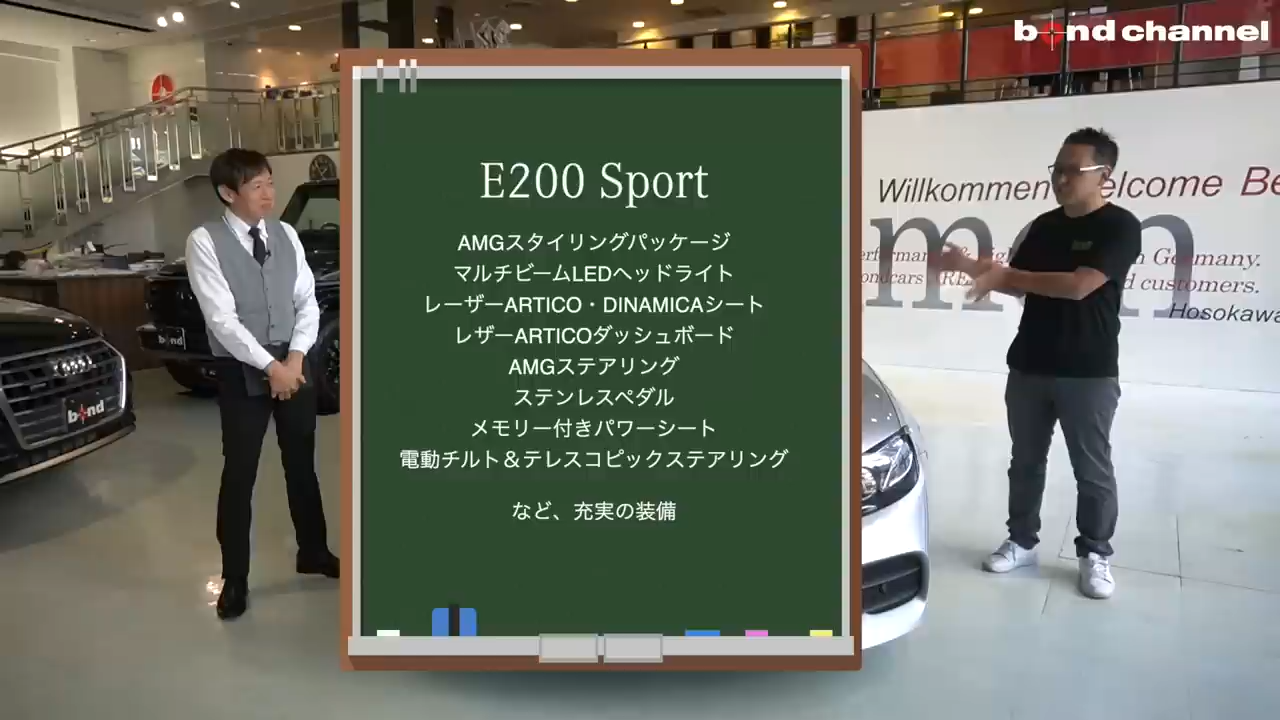 bond channel
E200 Sport
AMGスタイリングパッケージ
マルチビームLEDヘッドライト
レーザーARTICO・DINAMICAシート
レザーARTICOダッシュボード
AMGステアリング
ステンレスペダル
メモリー付きパワーシート
電動チルト＆テレスコピックステアリング
など、充実の装備
Willkommen
elcome Be
Germany.
d customers.
Hosokawa
bond
bond